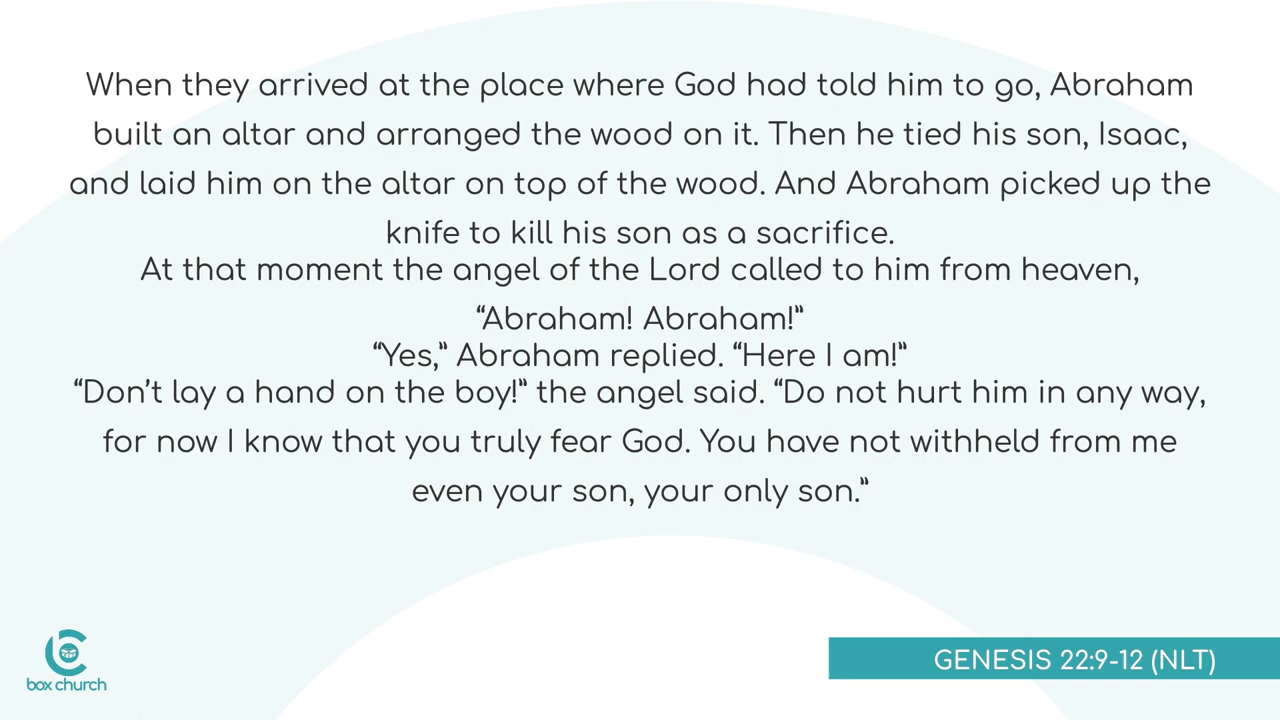 When they arrived at the place where God had told him to go, Abraham
built an altar and arranged the wood on it. Then he tied his son, Isaac,
and laid him on the altar on top of the wood. And Abraham picked up the
knife to kill his son as a sacrifice.
At that moment the angel of the Lord called to him from heaven,
“Abraham! Abraham!”
“Yes,” Abraham replied. “Here I am!”
“Don’t lay a hand on the boy!” the angel said. “Do not hurt him in any way,
for now I know that you truly fear God. You have not withheld from me
even your son, your only son.”
box church
GENESIS 22:9-12 (NLT)